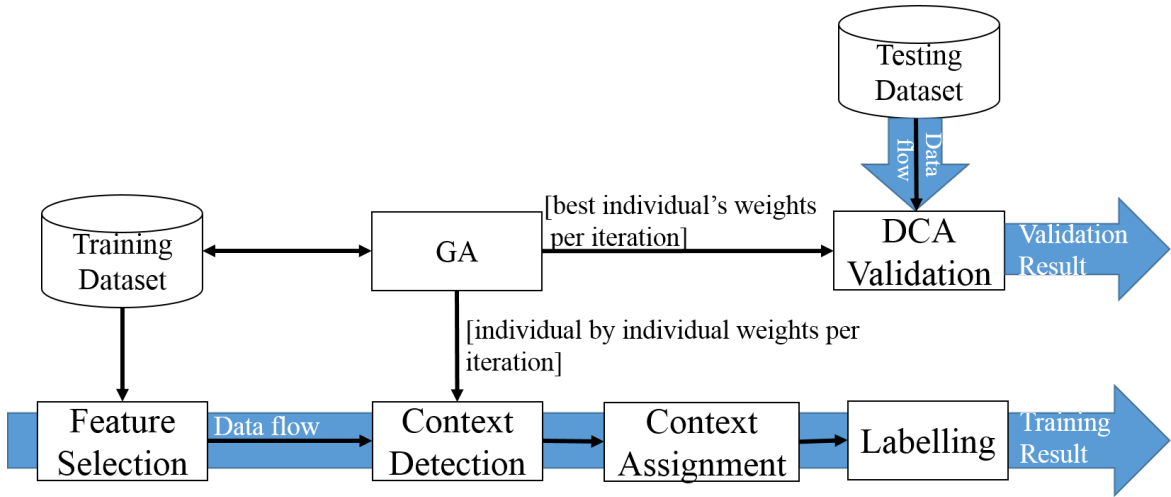 Testing
Dataset
Data
flow
Training
Dataset
GA
[best individual's weights
per iteration]
DCA
Validation
Validation
Result
[individual by individual weights per
iteration]
Feature
Selection
Data flow
Context
Detection
Context
Assignment
Labelling
Training
Result